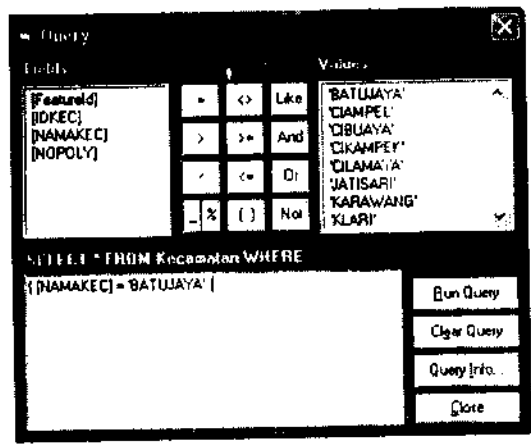 Query
Fields
[FeatureId]
[IDKEC]
[NAMAKEC]
[NOPOLY]
= <> Like
> >= And
< <= Or
_ % ( ) Not
Values
'BATUJAYA'
'CIAMPEL'
'CIBUAYA'
'CIKAMPEK'
'CILAMAYA'
'JATISARI'
'KARAWANG'
'KLARI'
SELECT * FROM Kecamatan WHERE
( [NAMAKEC] = 'BATUJAYA' )
Run Query
Clear Query
Query Info...
Close